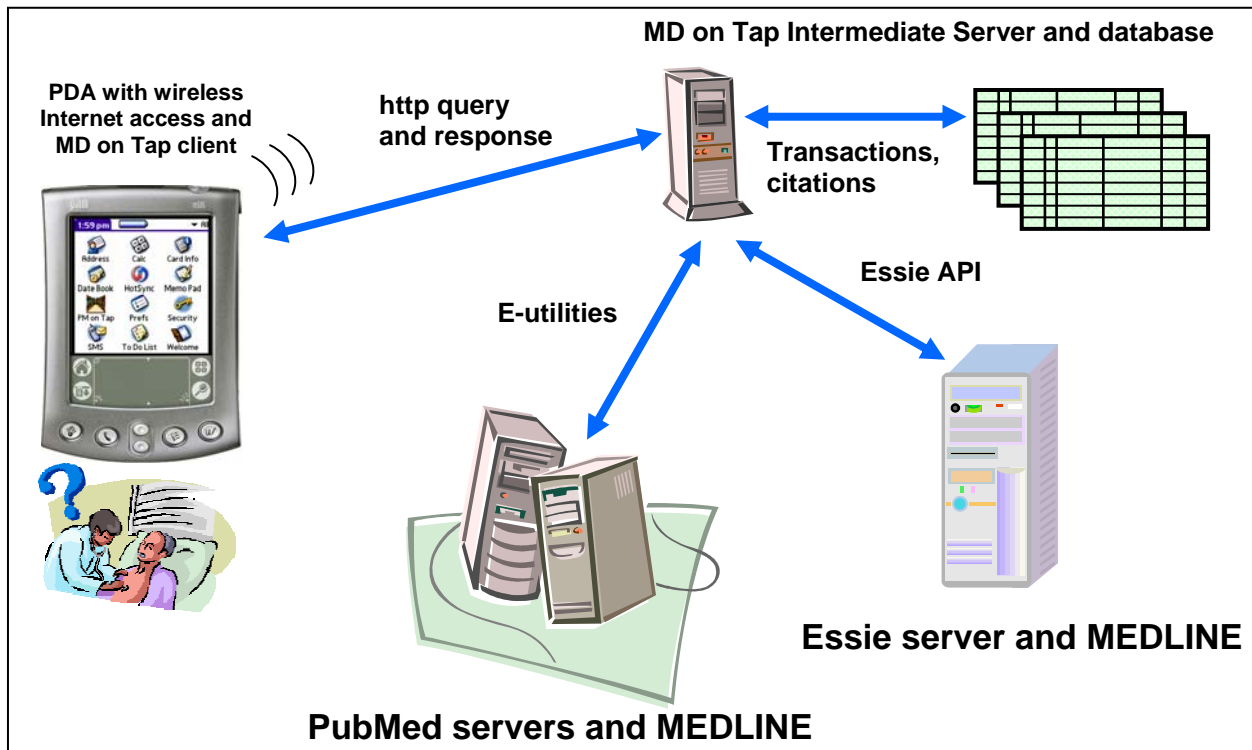 MD on Tap Intermediate Server and database
PDA with wireless
Internet access and
MD on Tap client
http query
and response
Transactions,
citations
1:59 pm
Address
Calc
Card Info
Date Book
HotSync
Memo Pad
PM on Tap
Prefs
Security
SMS
To Do List
Welcome
E-utilities
Essie API
Essie server and MEDLINE
PubMed servers and MEDLINE